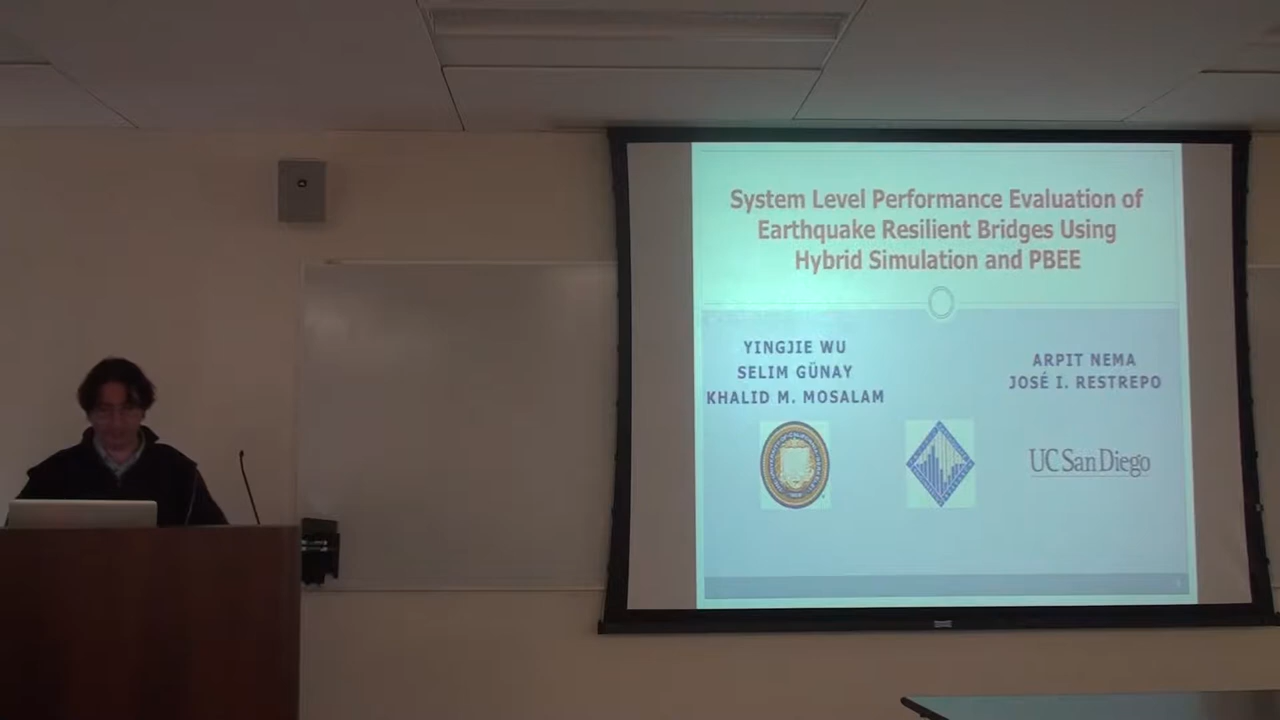 System Level Performance Evaluation of
Earthquake Resilient Bridges Using
Hybrid Simulation and PBEE
YINGJIE WU
SELIM GÜNAY
KHALID M. MOSALAM
ARPIT NEMA
JOSÉ I. RESTREPO
UC San Diego